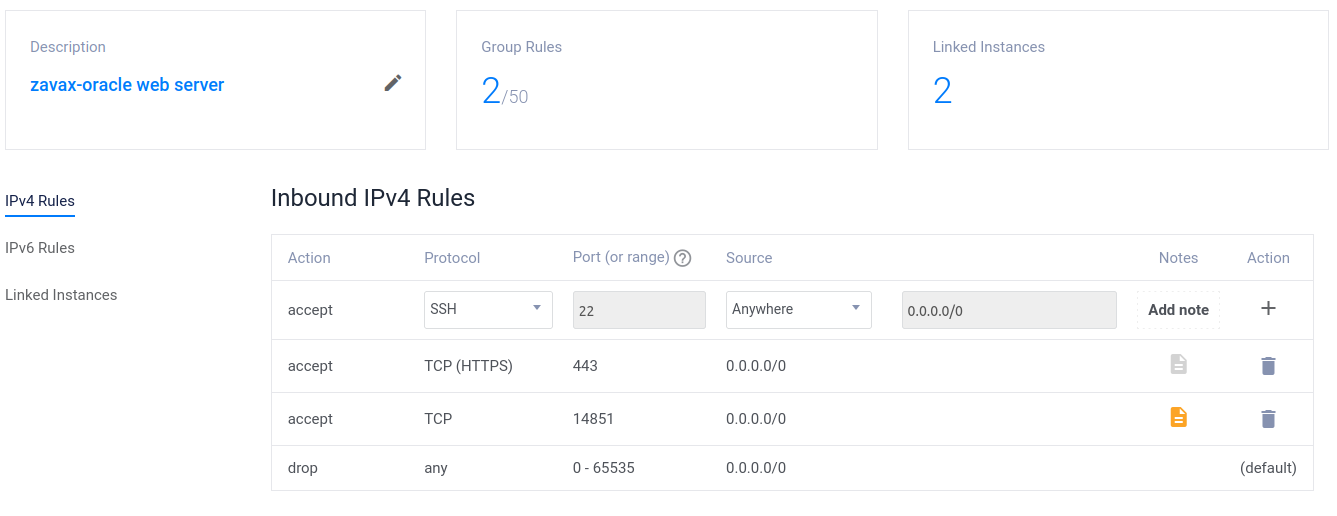 Description
zavax-oracle web server
Group Rules
2/50
Linked Instances
2
IPv4 Rules
IPv6 Rules
Linked Instances
Inbound IPv4 Rules
Action Protocol Port (or range) ? Source Notes Action
accept SSH 22 Anywhere 0.0.0.0/0 Add note +
accept TCP (HTTPS) 443 0.0.0.0/0
accept TCP 14851 0.0.0.0/0
drop any 0 - 65535 0.0.0.0/0 (default)